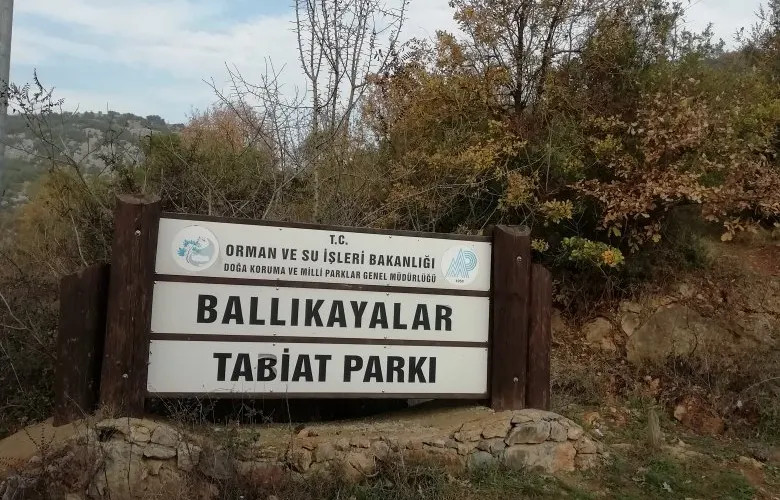 T.C.
ORMAN VE SU İŞLERİ BAKANLIĞI
DOĞA KORUMA VE MİLLİ PARKLAR GENEL MÜDÜRLÜĞÜ
BALLIKAYALAR
TABİAT PARKI